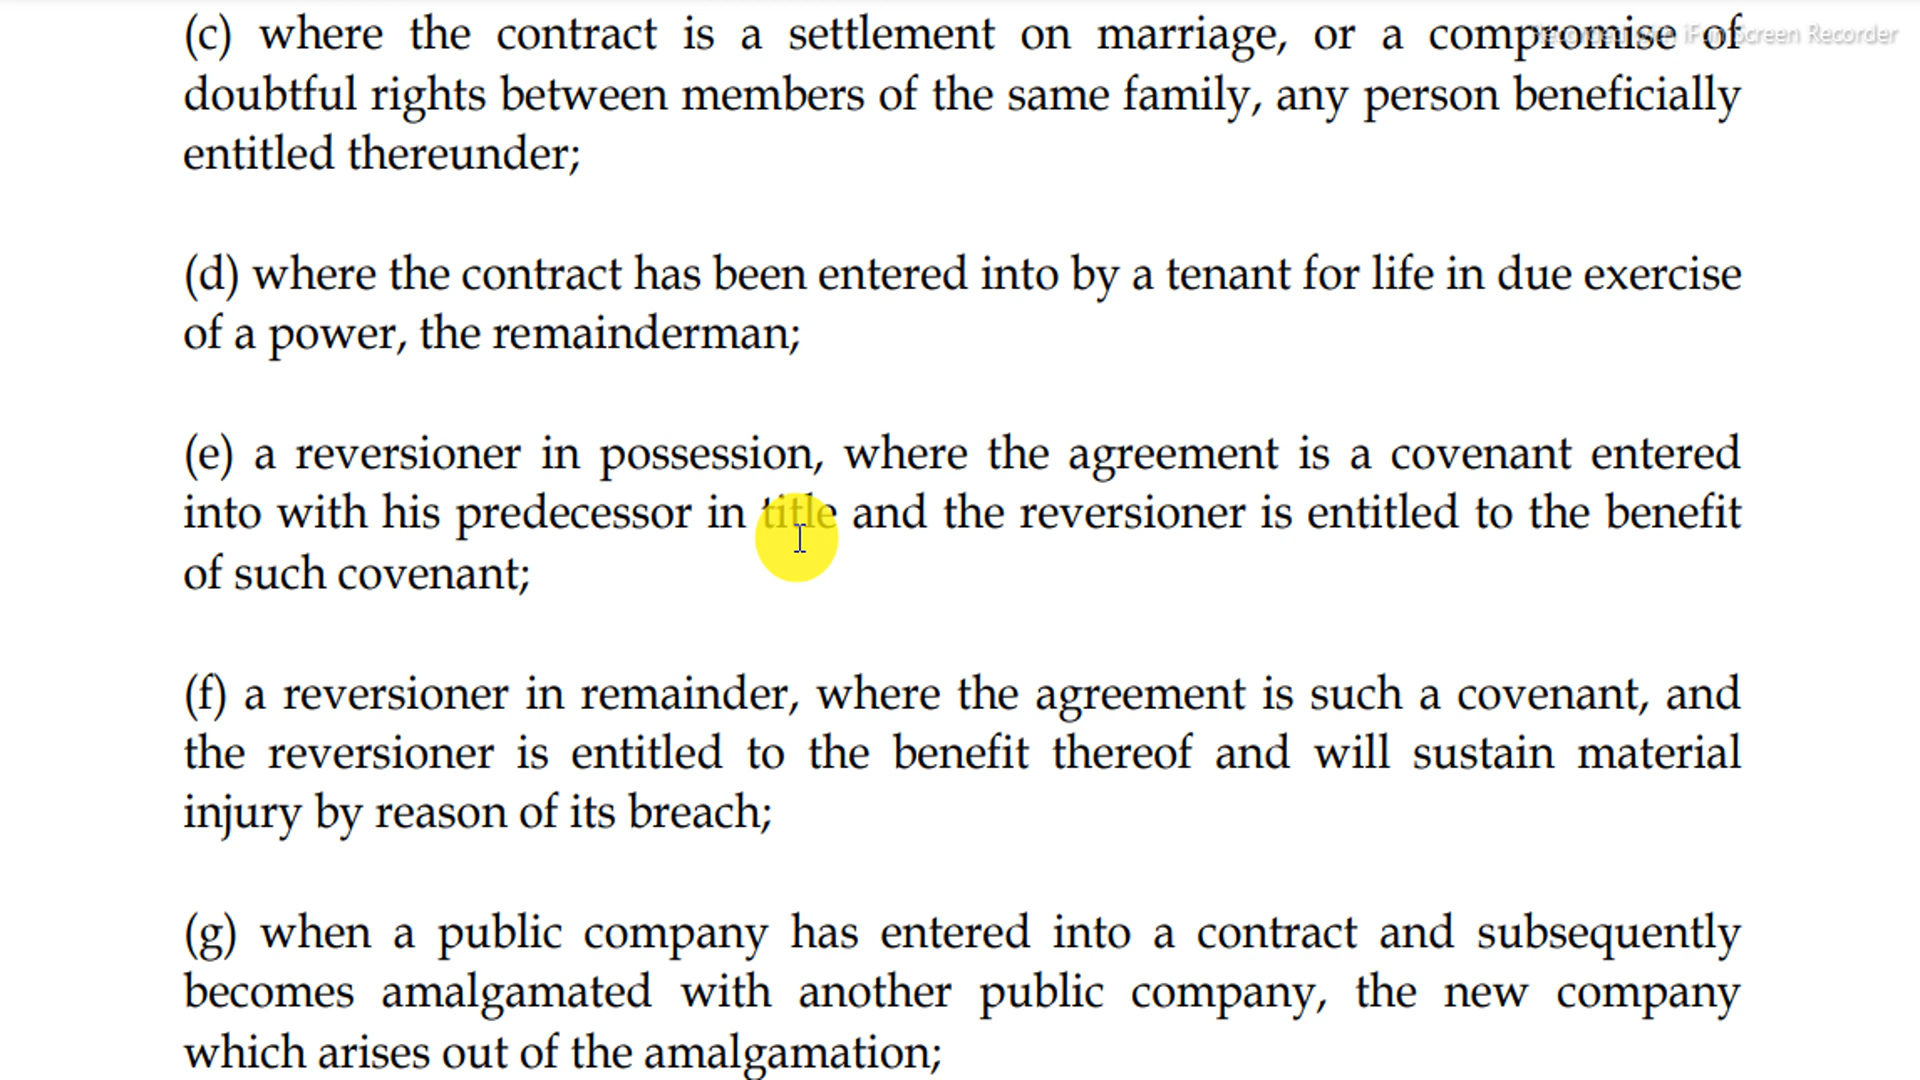 (c) where the contract is a settlement on marriage, or a compromise of
doubtful rights between members of the same family, any person beneficially
entitled thereunder;
(d) where the contract has been entered into by a tenant for life in due exercise
of a power, the remainderman;
(e) a reversioner in possession, where the agreement is a covenant entered
into with his predecessor in title and the reversioner is entitled to the benefit
of such covenant;
(f) a reversioner in remainder, where the agreement is such a covenant, and
the reversioner is entitled to the benefit thereof and will sustain material
injury by reason of its breach;
(g) when a public company has entered into a contract and subsequently
becomes amalgamated with another public company, the new company
which arises out of the amalgamation;
Recorded with iFun Screen Recorder